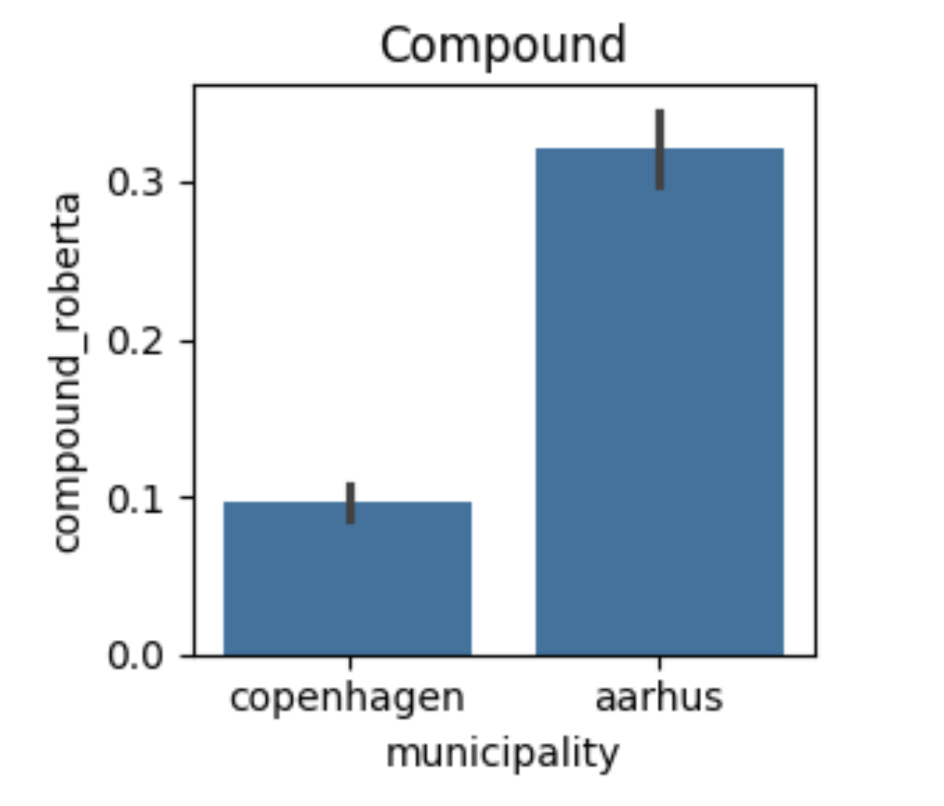 Compound
compound_roberta
0.3
0.2
0.1
0.0
copenhagen
aarhus
municipality